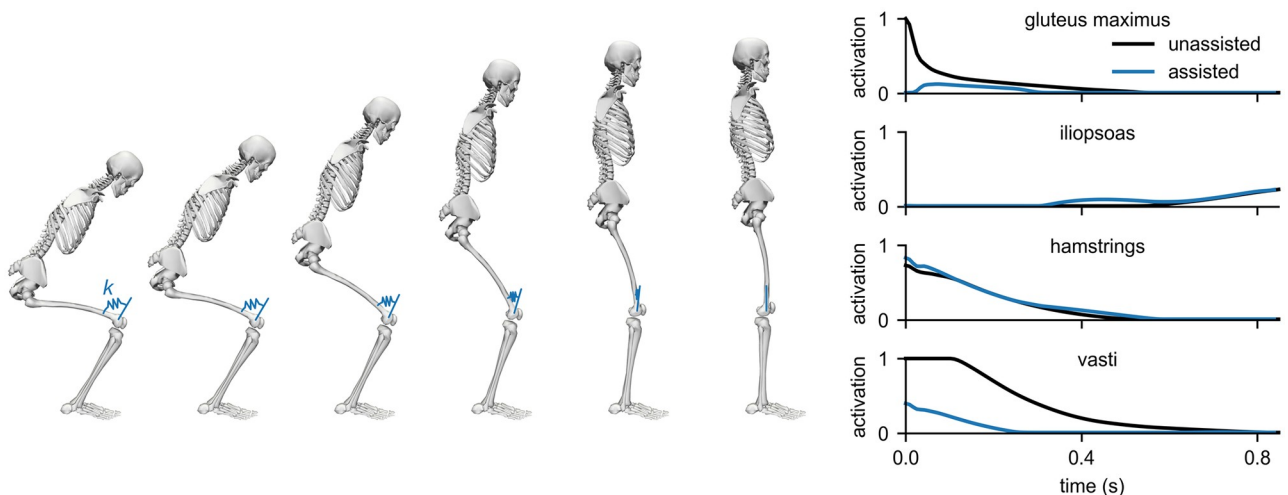 k
gluteus maximus
unassisted
assisted
activation
1
0
iliopsoas
activation
1
0
hamstrings
activation
1
0
vasti
activation
1
0
0.0
0.4
0.8
time (s)